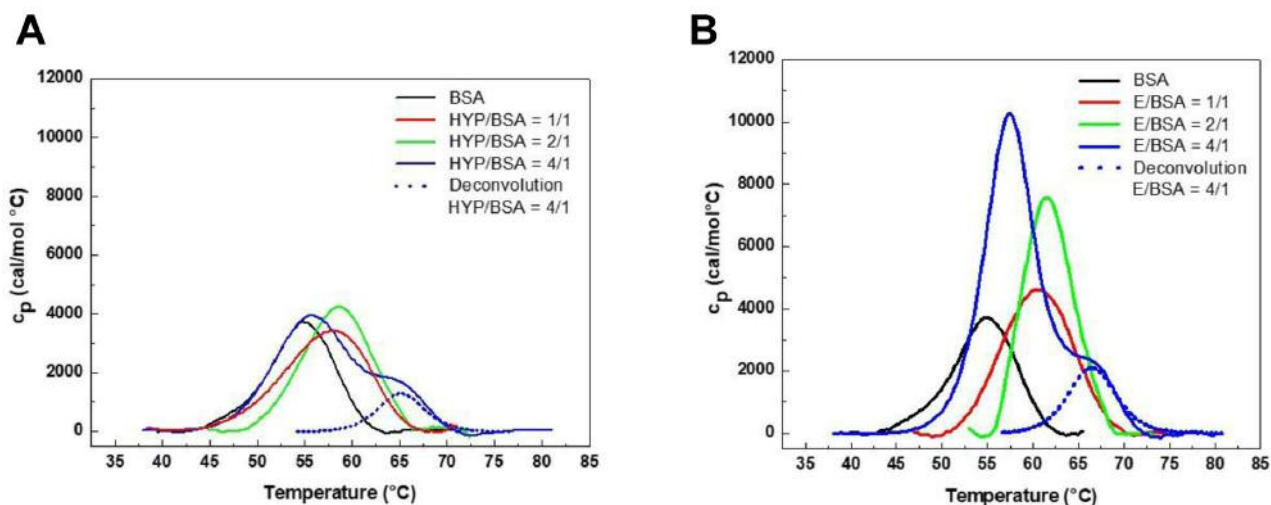 A
12000
10000
8000
6000
4000
2000
0
c_p (cal/mol °C)
BSA
HYP/BSA = 1/1
HYP/BSA = 2/1
HYP/BSA = 4/1
Deconvolution
HYP/BSA = 4/1
35 40 45 50 55 60 65 70 75 80 85
Temperature (°C)
B
12000
10000
8000
6000
4000
2000
0
c_p (cal/mol°C)
BSA
E/BSA = 1/1
E/BSA = 2/1
E/BSA = 4/1
Deconvolution
E/BSA = 4/1
35 40 45 50 55 60 65 70 75 80 85
Temperature (°C)